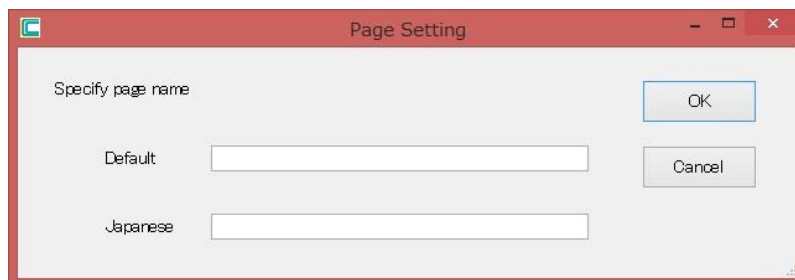 Page Setting
Specify page name
OK
Default
Cancel
Japanese